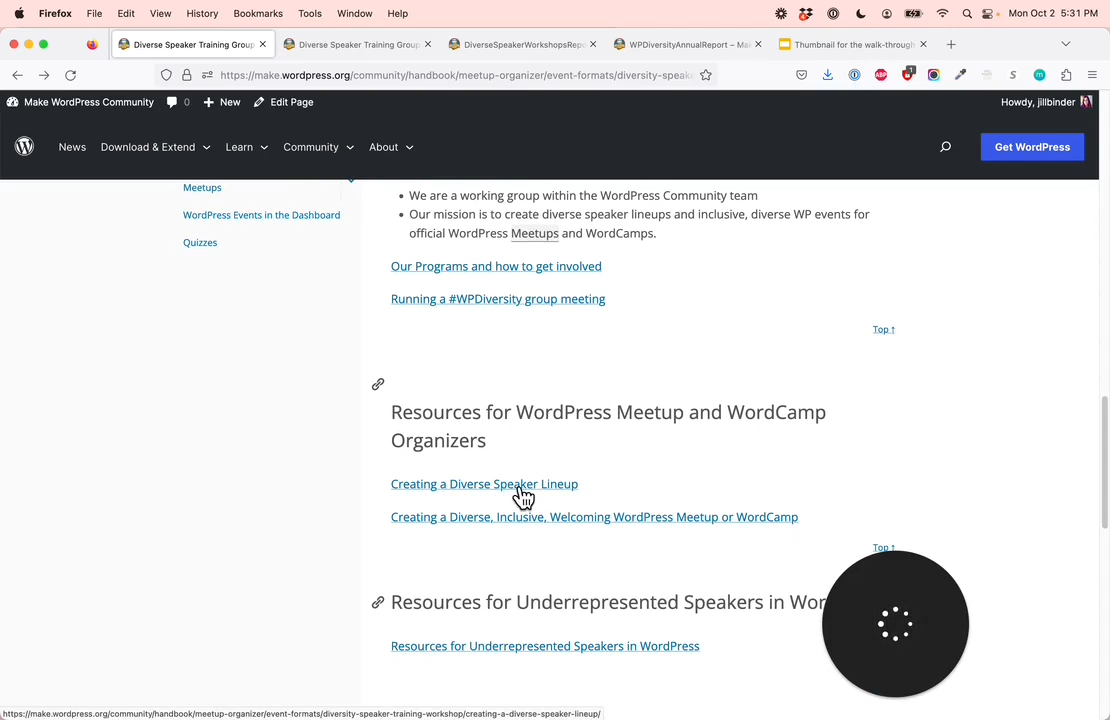 Firefox File Edit View History Bookmarks Tools Window Help Mon Oct 2 5:31 PM
Diverse Speaker Training Group Diverse Speaker Training Group DiverseSpeakerWorkshopsRepo WPDiversityAnnualReport – Mak Thumbnail for the walk-through
https://make.wordpress.org/community/handbook/meetup-organizer/event-formats/diversity-speake
Make WordPress Community 0 New Edit Page Howdy, jillbinder
News Download & Extend Learn Community About Get WordPress
Meetups
WordPress Events in the Dashboard
Quizzes
We are a working group within the WordPress Community team
Our mission is to create diverse speaker lineups and inclusive, diverse WP events for
official WordPress Meetups and WordCamps.
Our Programs and how to get involved
Running a #WPDiversity group meeting
Top ↑
Resources for WordPress Meetup and WordCamp
Organizers
Creating a Diverse Speaker Lineup
Creating a Diverse, Inclusive, Welcoming WordPress Meetup or WordCamp
Top ↑
Resources for Underrepresented Speakers in Wor
Resources for Underrepresented Speakers in WordPress
https://make.wordpress.org/community/handbook/meetup-organizer/event-formats/diversity-speaker-training-workshop/creating-a-diverse-speaker-lineup/